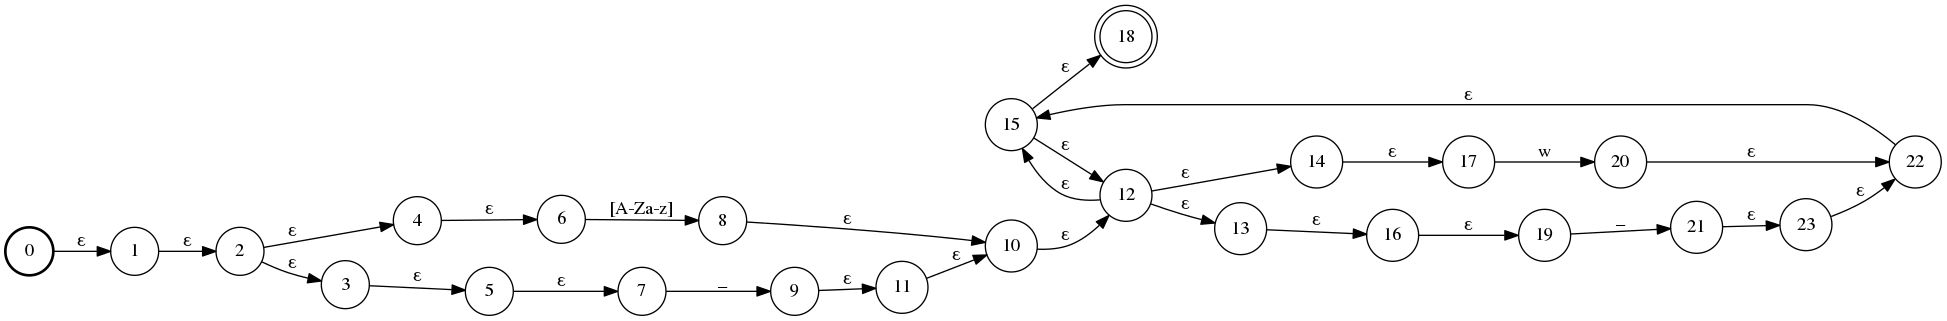 0 ε 1 ε 2
ε 4 ε 6 [A-Za-z] 8 ε
ε 3 ε 5 ε 7 _ 9 ε 11 ε
10 ε 12
ε 15 ε 18
ε
ε 14 ε 17 w 20 ε 22
ε 13 ε 16 ε 19 _ 21 ε 23 ε
ε